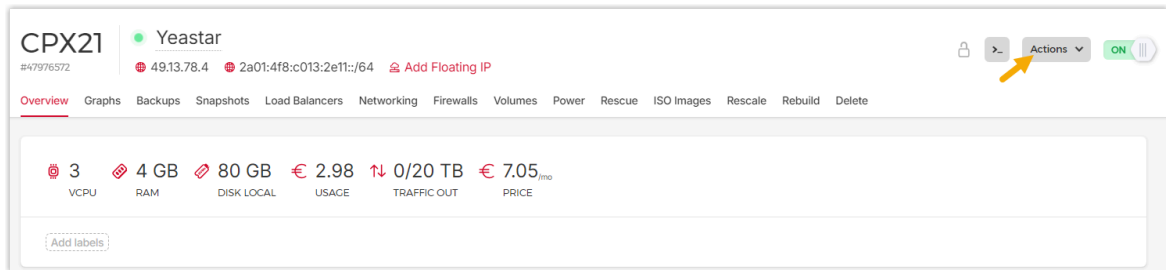 CPX21
#47976572
Yeastar
49.13.78.4 2a01:4f8:c013:2e11::/64 Add Floating IP
>_ Actions ON
Overview Graphs Backups Snapshots Load Balancers Networking Firewalls Volumes Power Rescue ISO Images Rescale Rebuild Delete
3 4 GB 80 GB € 2.98 0/20 TB € 7.05/mo
VCPU RAM DISK LOCAL USAGE TRAFFIC OUT PRICE
Add labels